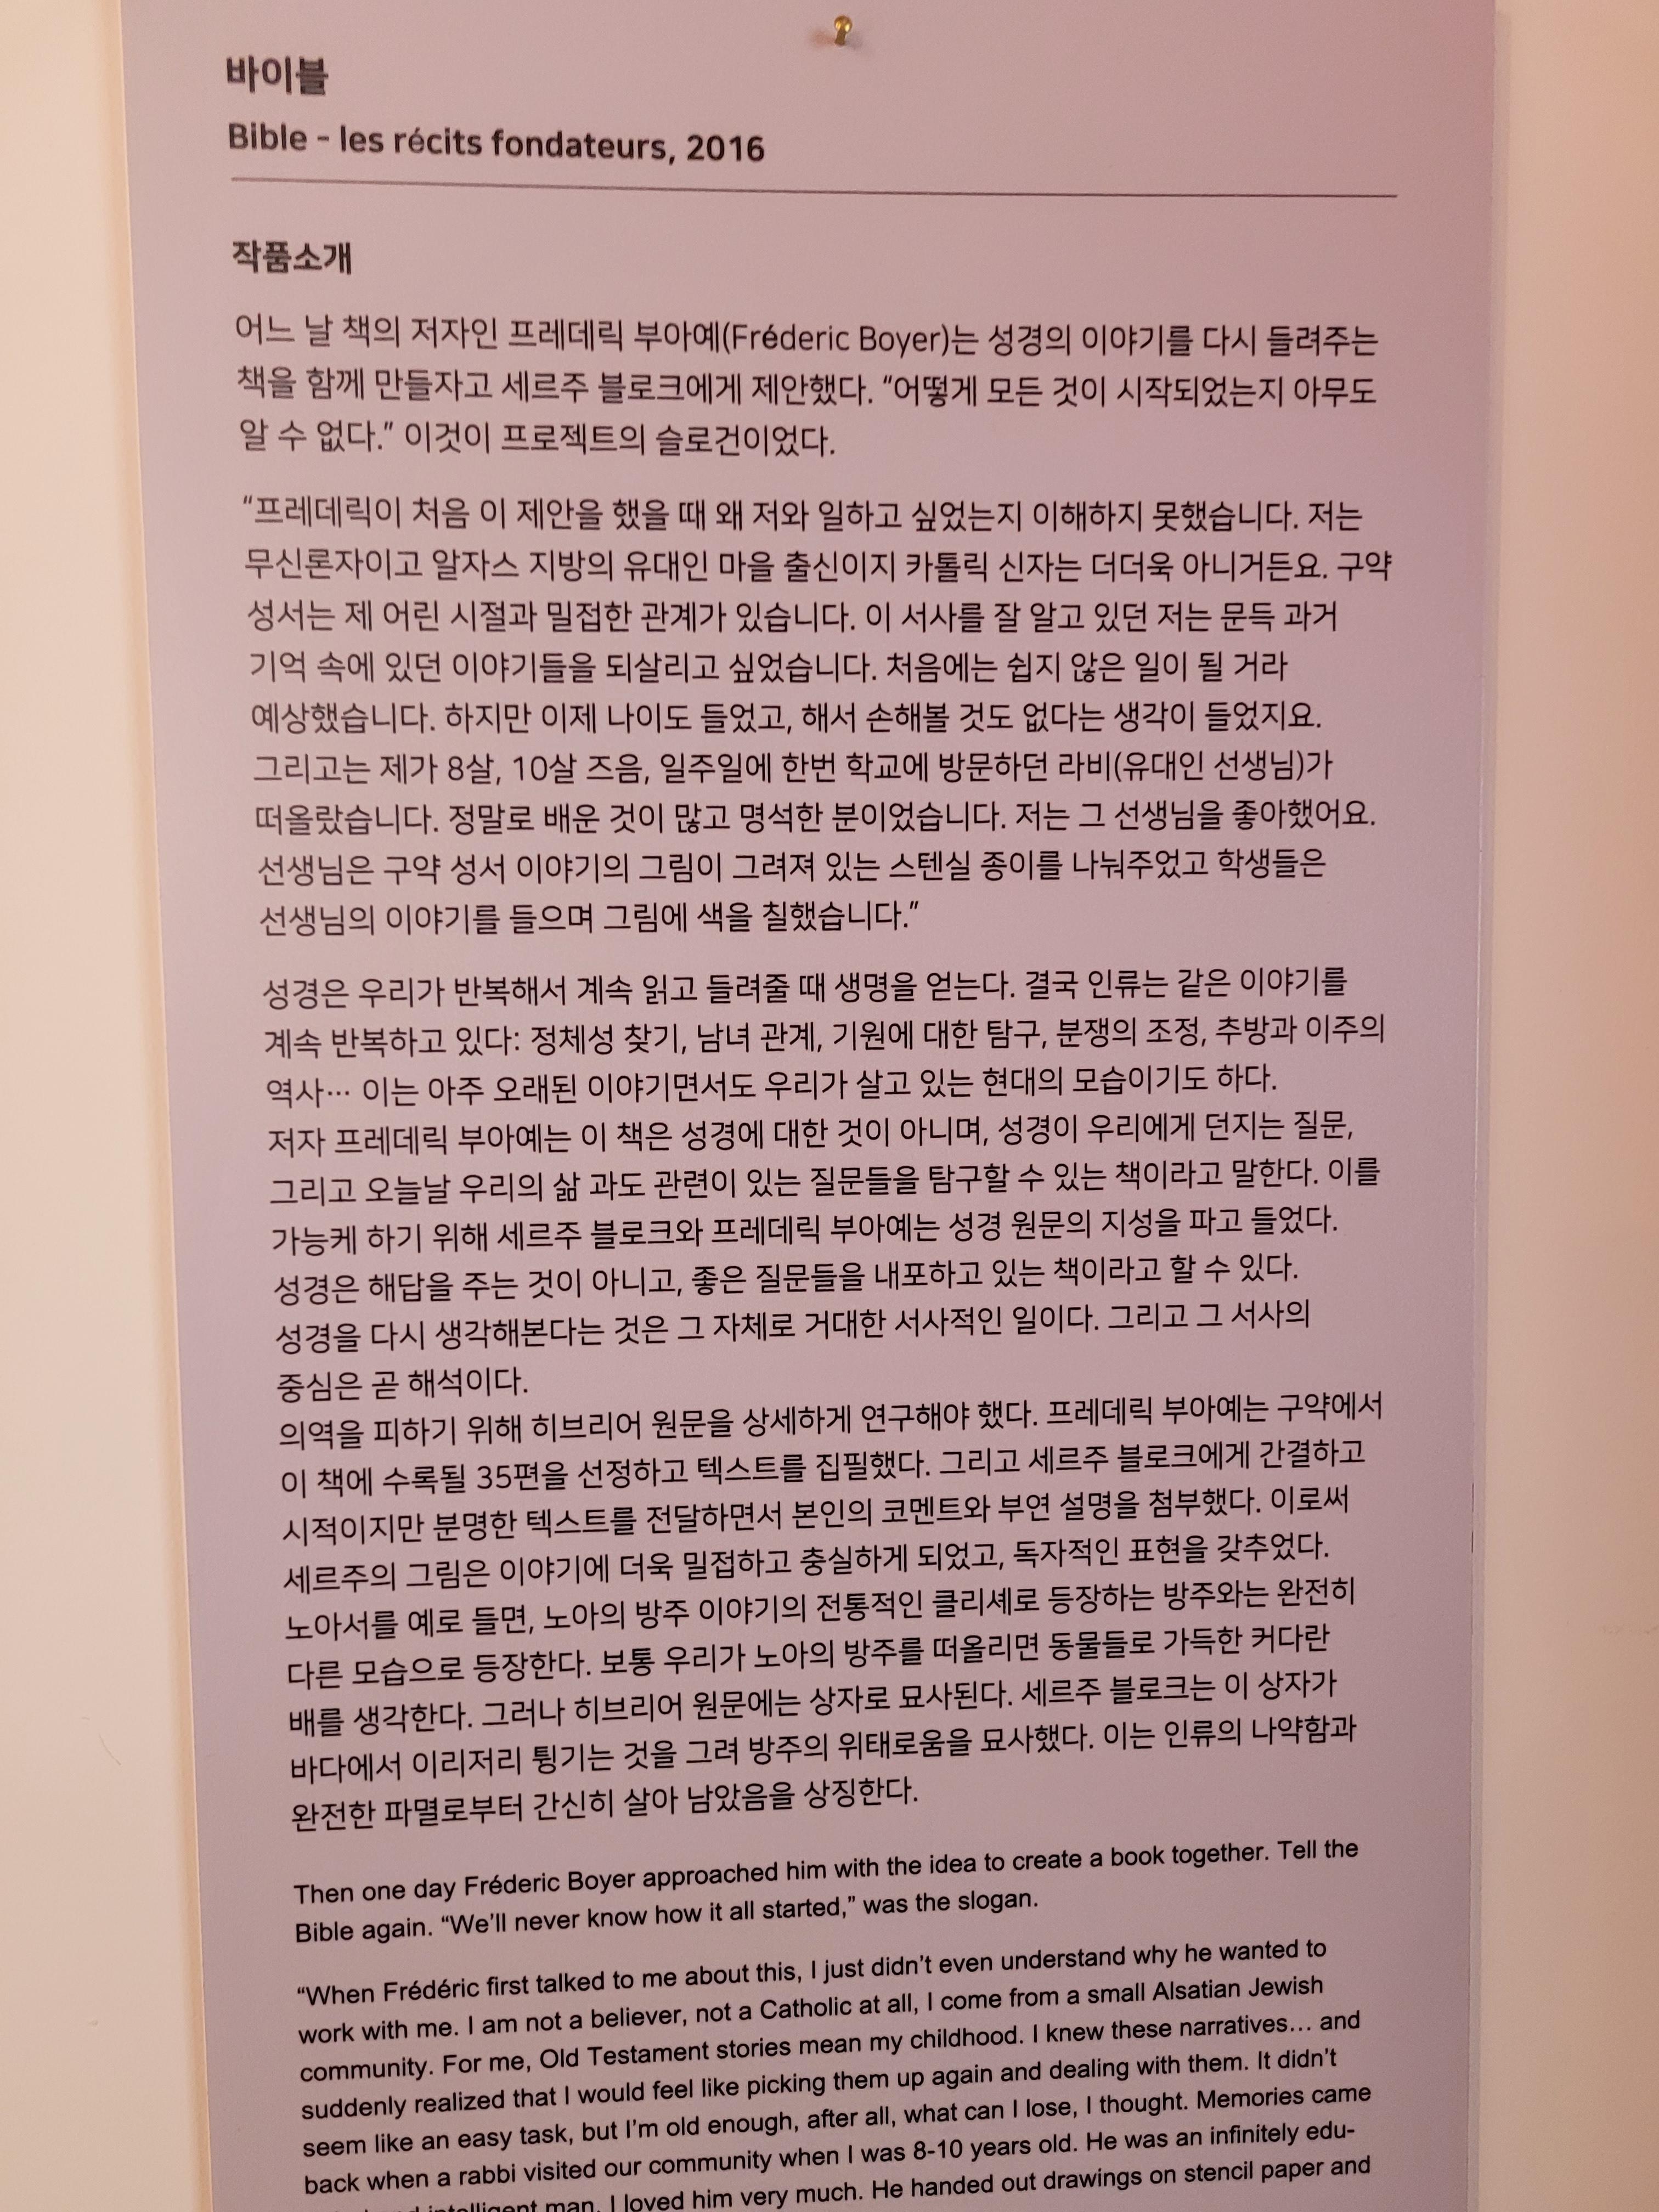 바이블
Bible - les récits fondateurs, 2016
작품소개
어느 날 책의 저자인 프레데릭 부아예(Fréderic Boyer)는 성경의 이야기를 다시 들려주는
책을 함께 만들자고 세르주 블로크에게 제안했다. “어떻게 모든 것이 시작되었는지 아무도
알 수 없다.” 이것이 프로젝트의 슬로건이었다.
“프레데릭이 처음 이 제안을 했을 때 왜 저와 일하고 싶었는지 이해하지 못했습니다. 저는
무신론자이고 알자스 지방의 유대인 마을 출신이지 카톨릭 신자는 더더욱 아니거든요. 구약
성서는 제 어린 시절과 밀접한 관계가 있습니다. 이 서사를 잘 알고 있던 저는 문득 과거
기억 속에 있던 이야기들을 되살리고 싶었습니다. 처음에는 쉽지 않은 일이 될 거라
예상했습니다. 하지만 이제 나이도 들었고, 해서 손해볼 것도 없다는 생각이 들었지요.
그리고는 제가 8살, 10살 즈음, 일주일에 한번 학교에 방문하던 라비(유대인 선생님)가
떠올랐습니다. 정말로 배운 것이 많고 명석한 분이었습니다. 저는 그 선생님을 좋아했어요.
선생님은 구약 성서 이야기의 그림이 그려져 있는 스텐실 종이를 나눠주었고 학생들은
선생님의 이야기를 들으며 그림에 색을 칠했습니다.”
성경은 우리가 반복해서 계속 읽고 들려줄 때 생명을 얻는다. 결국 인류는 같은 이야기를
계속 반복하고 있다: 정체성 찾기, 남녀 관계, 기원에 대한 탐구, 분쟁의 조정, 추방과 이주의
역사… 이는 아주 오래된 이야기면서도 우리가 살고 있는 현대의 모습이기도 하다.
저자 프레데릭 부아예는 이 책은 성경에 대한 것이 아니며, 성경이 우리에게 던지는 질문,
그리고 오늘날 우리의 삶 과도 관련이 있는 질문들을 탐구할 수 있는 책이라고 말한다. 이를
가능케 하기 위해 세르주 블로크와 프레데릭 부아예는 성경 원문의 지성을 파고 들었다.
성경은 해답을 주는 것이 아니고, 좋은 질문들을 내포하고 있는 책이라고 할 수 있다.
성경을 다시 생각해본다는 것은 그 자체로 거대한 서사적인 일이다. 그리고 그 서사의
중심은 곧 해석이다.
의역을 피하기 위해 히브리어 원문을 상세하게 연구해야 했다. 프레데릭 부아예는 구약에서
이 책에 수록될 35편을 선정하고 텍스트를 집필했다. 그리고 세르주 블로크에게 간결하고
시적이지만 분명한 텍스트를 전달하면서 본인의 코멘트와 부연 설명을 첨부했다. 이로써
세르주의 그림은 이야기에 더욱 밀접하고 충실하게 되었고, 독자적인 표현을 갖추었다.
노아서를 예로 들면, 노아의 방주 이야기의 전통적인 클리셰로 등장하는 방주와는 완전히
다른 모습으로 등장한다. 보통 우리가 노아의 방주를 떠올리면 동물들로 가득한 커다란
배를 생각한다. 그러나 히브리어 원문에는 상자로 묘사된다. 세르주 블로크는 이 상자가
바다에서 이리저리 튕기는 것을 그려 방주의 위태로움을 묘사했다. 이는 인류의 나약함과
완전한 파멸로부터 간신히 살아 남았음을 상징한다.
Then one day Fréderic Boyer approached him with the idea to create a book together. Tell the
Bible again. “We’ll never know how it all started,” was the slogan.
“When Frédéric first talked to me about this, I just didn’t even understand why he wanted to
work with me. I am not a believer, not a Catholic at all, I come from a small Alsatian Jewish
community. For me, Old Testament stories mean my childhood. I knew these narratives… and
suddenly realized that I would feel like picking them up again and dealing with them. It didn’t
seem like an easy task, but I’m old enough, after all, what can I lose, I thought. Memories came
back when a rabbi visited our community when I was 8-10 years old. He was an infinitely edu-
intelligent man. I loved him very much. He handed out drawings on stencil paper and